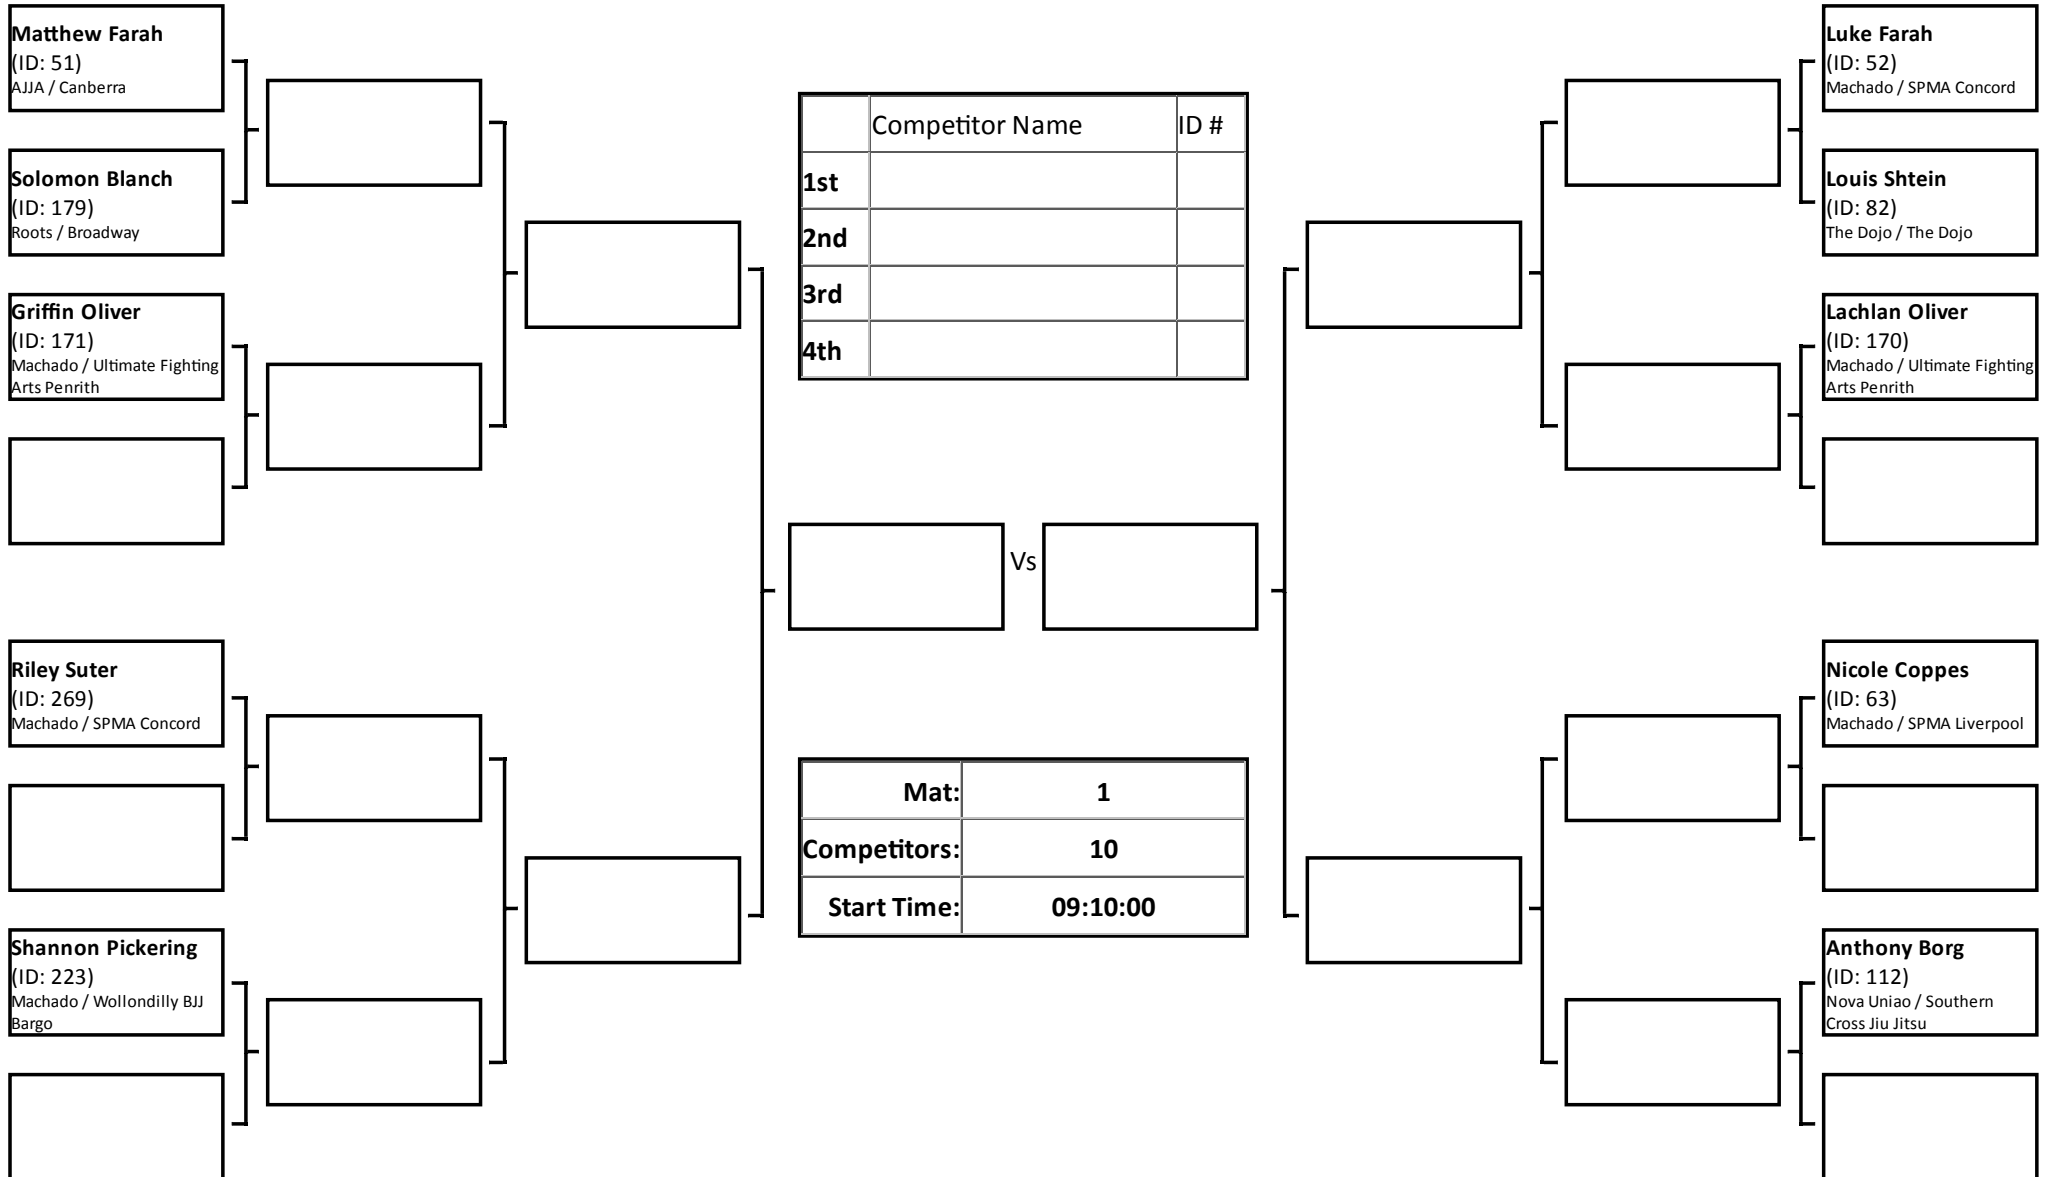 Matthew Farah
(ID: 51)
AJJA / Canberra
Solomon Blanch
(ID: 179)
Roots / Broadway
Griffin Oliver
(ID: 171)
Machado / Ultimate Fighting
Arts Penrith
Riley Suter
(ID: 269)
Machado / SPMA Concord
Shannon Pickering
(ID: 223)
Machado / Wollondilly BJJ
Bargo
Competitor Name ID #
1st
2nd
3rd
4th
Vs
Mat: 1
Competitors: 10
Start Time: 09:10:00
Luke Farah
(ID: 52)
Machado / SPMA Concord
Louis Shtein
(ID: 82)
The Dojo / The Dojo
Lachlan Oliver
(ID: 170)
Machado / Ultimate Fighting
Arts Penrith
Nicole Coppes
(ID: 63)
Machado / SPMA Liverpool
Anthony Borg
(ID: 112)
Nova Uniao / Southern
Cross Jiu Jitsu